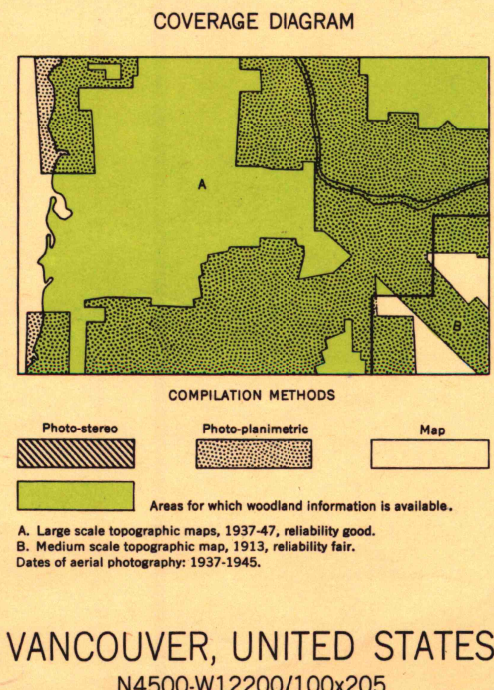 COVERAGE DIAGRAM
A
B
COMPILATION METHODS
Photo-stereo Photo-planimetric Map
Areas for which woodland information is available.
A. Large scale topographic maps, 1937-47, reliability good.
B. Medium scale topographic map, 1913, reliability fair.
Dates of aerial photography: 1937-1945.
VANCOUVER, UNITED STATES
N4500-W12200/100x205